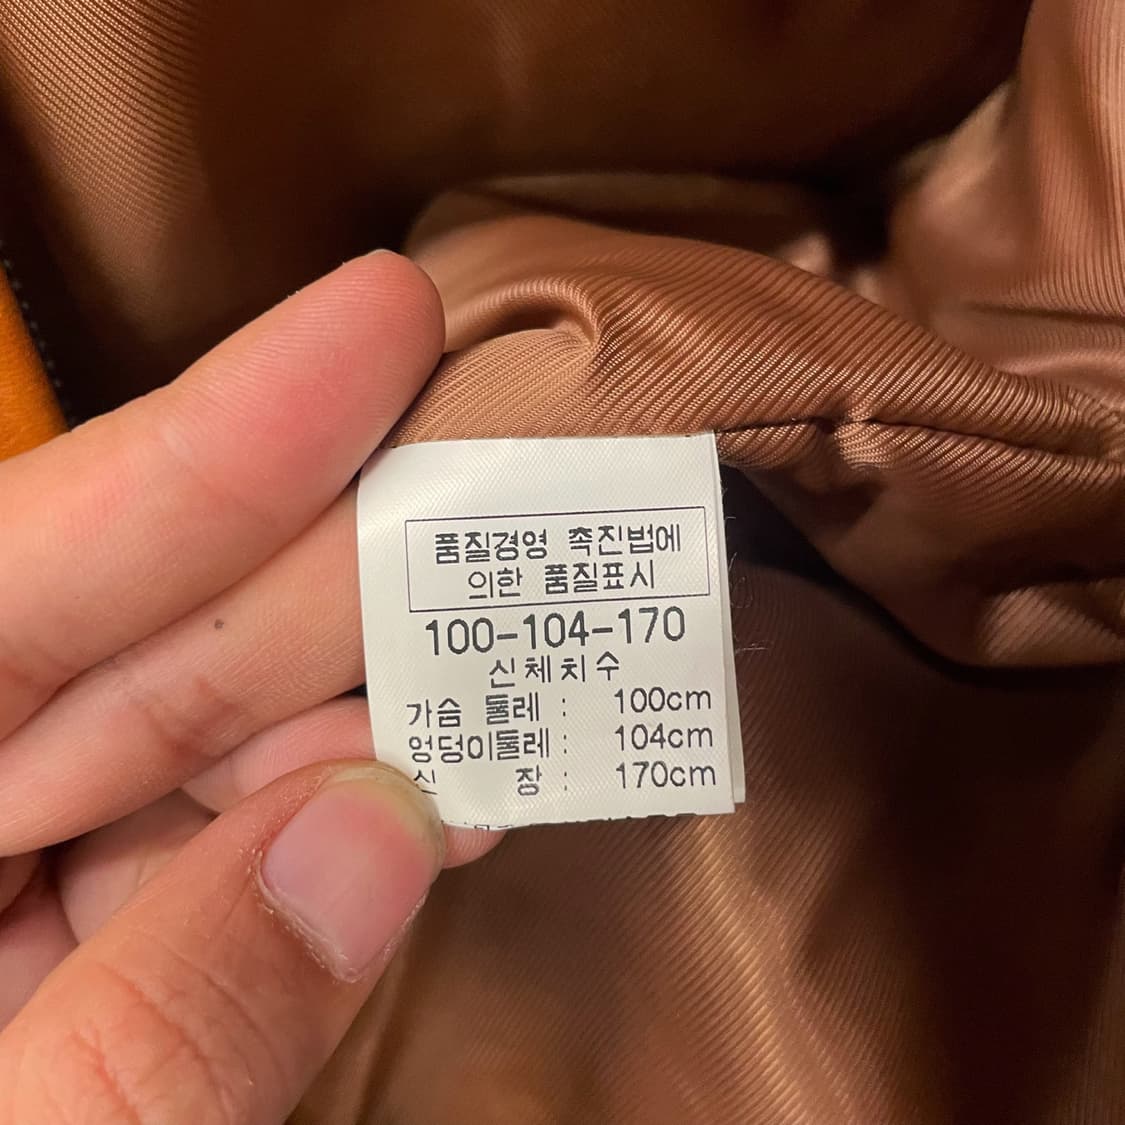 품질경영 촉진법에
의한 품질표시
100-104-170
신체치수
가슴 둘레 : 100cm
엉덩이둘레 : 104cm
신 장 : 170cm